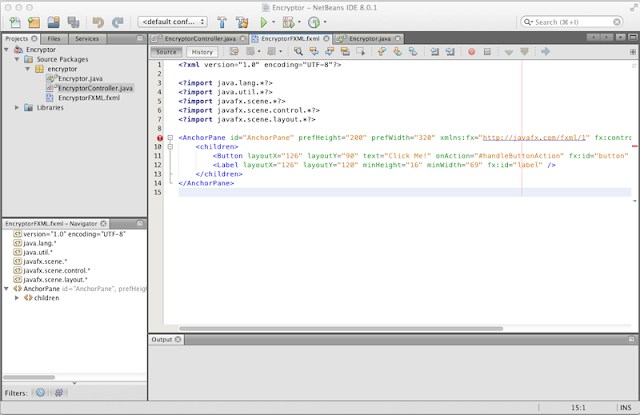 Encryptor – NetBeans IDE 8.0.1
<default conf...
Search (⌘+I)
Projects
Files
Services
Encryptor
Source Packages
encryptor
Encryptor.java
EncryptorController.java
EncryptorFXML.fxml
Libraries
EncryptorController.java
EncryptorFXML.fxml
Encryptor.java
Source
History
1 <?xml version="1.0" encoding="UTF-8"?>
2
3 <?import java.lang.*?>
4 <?import java.util.*?>
5 <?import javafx.scene.*?>
6 <?import javafx.scene.control.*?>
7 <?import javafx.scene.layout.*?>
8
<AnchorPane id="AnchorPane" prefHeight="200" prefWidth="320" xmlns:fx="http://javafx.com/fxml/1" fx:contro
10 <children>
11 <Button layoutX="126" layoutY="90" text="Click Me!" onAction="#handleButtonAction" fx:id="button"
12 <Label layoutX="126" layoutY="120" minHeight="16" minWidth="69" fx:id="label" />
13 </children>
14 </AnchorPane>
15
EncryptorFXML.fxml – Navigator
version="1.0" encoding="UTF-8"
java.lang.*
java.util.*
javafx.scene.*
javafx.scene.control.*
javafx.scene.layout.*
AnchorPane id="AnchorPane", prefHeigh
children
Output
Filters:
15:1
INS